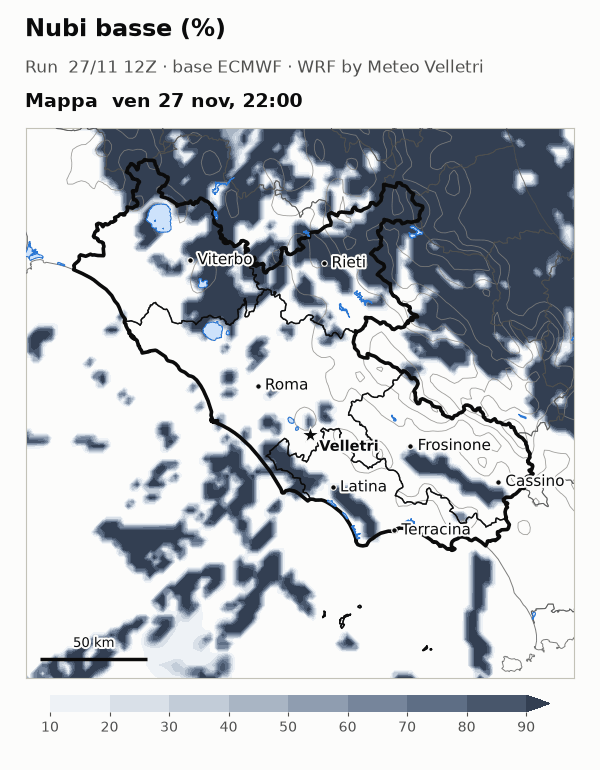 Nubi basse (%)
Run  27/11 12Z · base ECMWF · WRF by Meteo Velletri
Mappa  ven 27 nov, 22:00
Viterbo
Rieti
Roma
Velletri
Frosinone
Cassino
Latina
Terracina
50 km
10 20 30 40 50 60 70 80 90